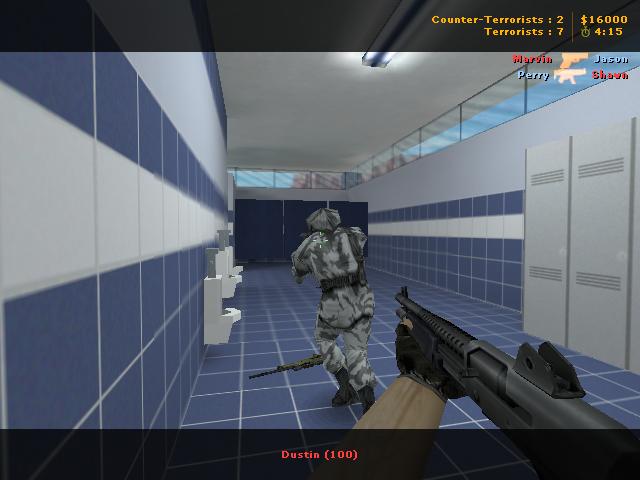 Counter-Terrorists : 2 $16000
Terrorists : 7 4:15
Marvin Jason
Perry Shawn
Dustin (100)